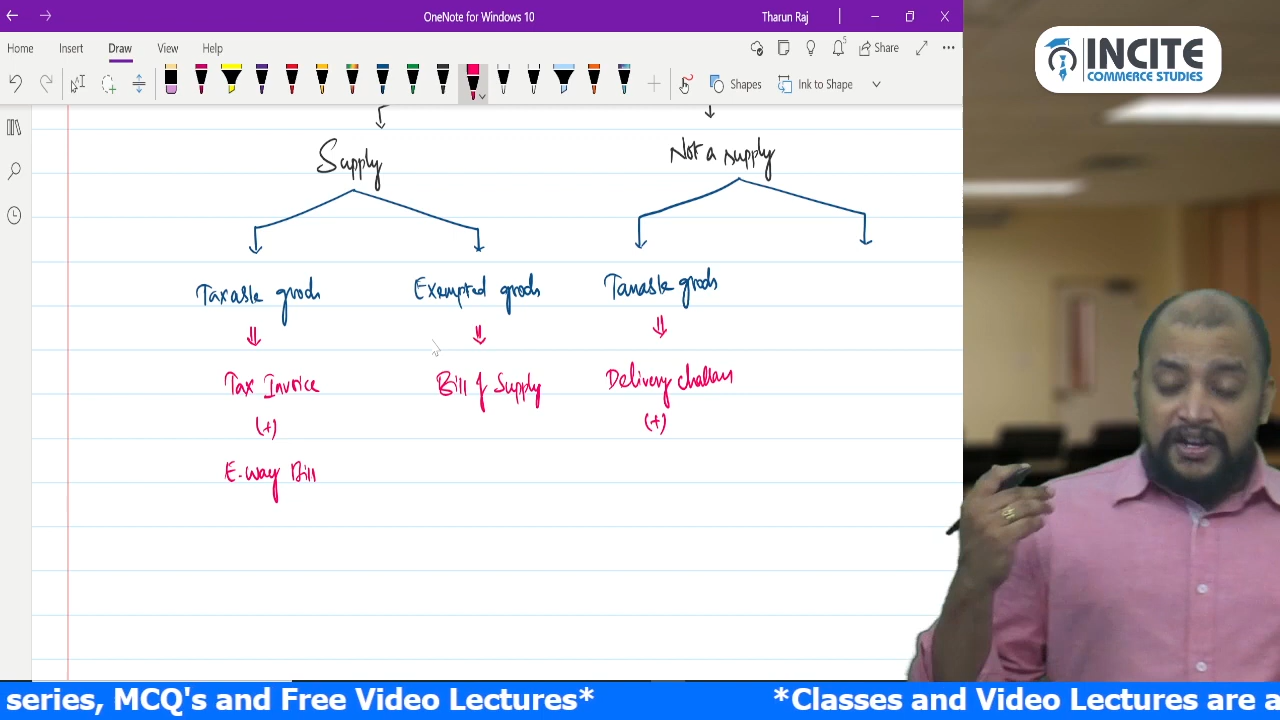 OneNote for Windows 10
Tharun Raj
Home Insert Draw View Help
5
Share
Shapes
Ink to Shape
INCITE
COMMERCE STUDIES
Supply
Not a supply
Taxable goods
Exempted goods
Taxable goods
Tax Invoice
Bill of Supply
Delivery challan
(+)
(+)
E-way Bill
series, MCQ's and Free Video Lectures*
*Classes and Video Lectures are a